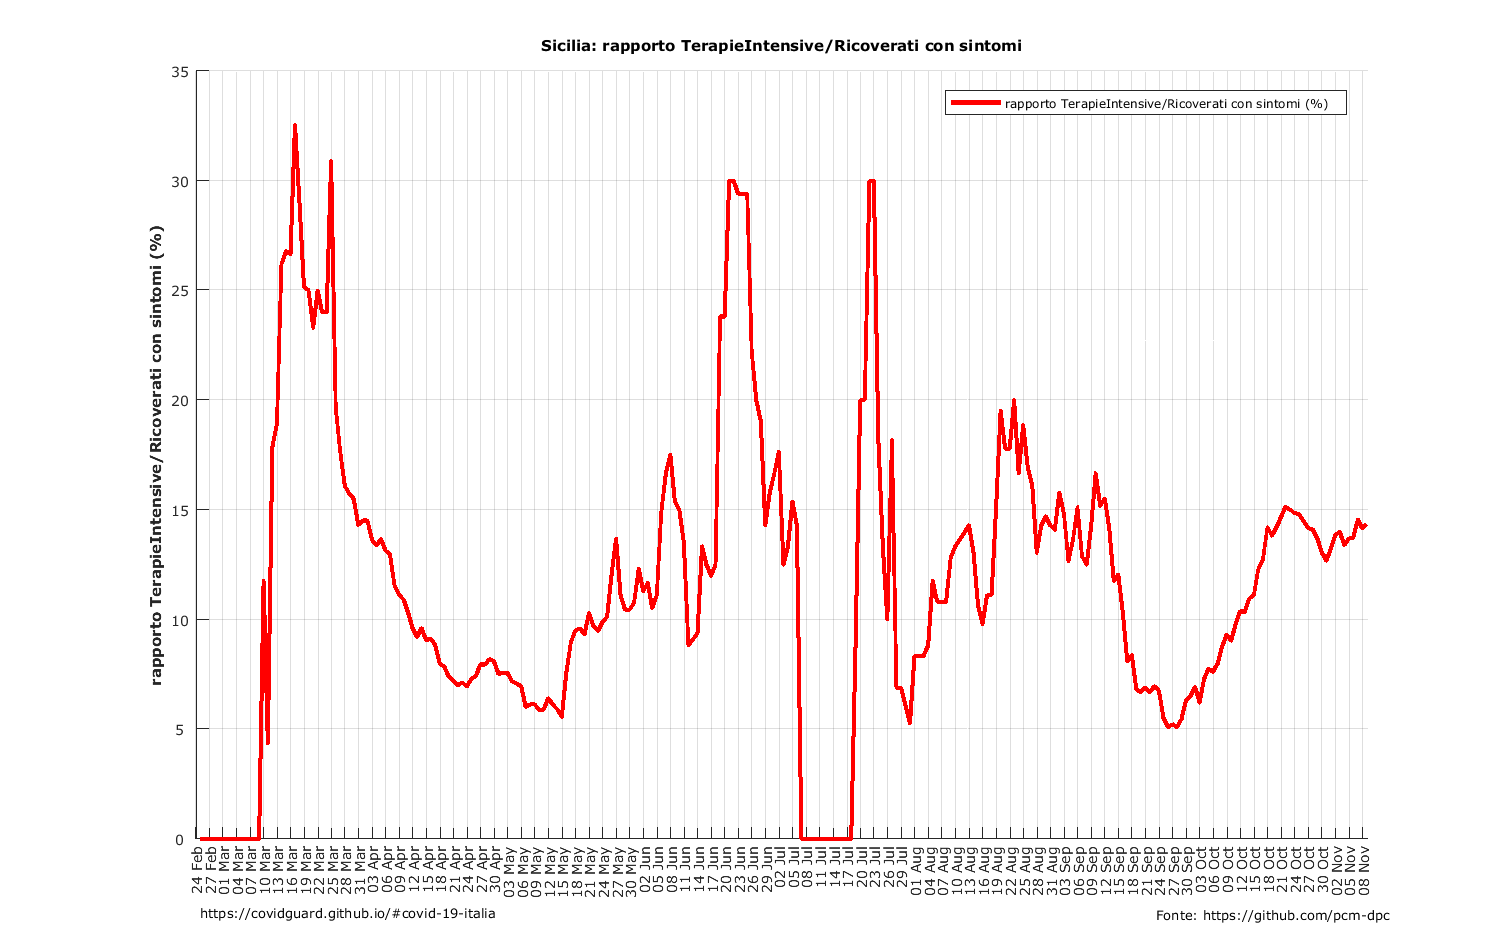 Sicilia: rapporto TerapieIntensive/Ricoverati con sintomi
rapporto TerapieIntensive/Ricoverati con sintomi (%)
rapporto TerapieIntensive/Ricoverati con sintomi (%)
35
30
25
20
15
10
5
0
24 Feb
27 Feb
01 Mar
04 Mar
07 Mar
10 Mar
13 Mar
16 Mar
19 Mar
22 Mar
25 Mar
28 Mar
31 Mar
03 Apr
06 Apr
09 Apr
12 Apr
15 Apr
18 Apr
21 Apr
24 Apr
27 Apr
30 Apr
03 May
06 May
09 May
12 May
15 May
18 May
21 May
24 May
27 May
30 May
02 Jun
05 Jun
08 Jun
11 Jun
14 Jun
17 Jun
20 Jun
23 Jun
26 Jun
29 Jun
02 Jul
05 Jul
08 Jul
11 Jul
14 Jul
17 Jul
20 Jul
23 Jul
26 Jul
29 Jul
01 Aug
04 Aug
07 Aug
10 Aug
13 Aug
16 Aug
19 Aug
22 Aug
25 Aug
28 Aug
31 Aug
03 Sep
06 Sep
09 Sep
12 Sep
15 Sep
18 Sep
21 Sep
24 Sep
27 Sep
30 Sep
03 Oct
06 Oct
09 Oct
12 Oct
15 Oct
18 Oct
21 Oct
24 Oct
27 Oct
30 Oct
02 Nov
05 Nov
08 Nov
https://covidguard.github.io/#covid-19-italia
Fonte: https://github.com/pcm-dpc